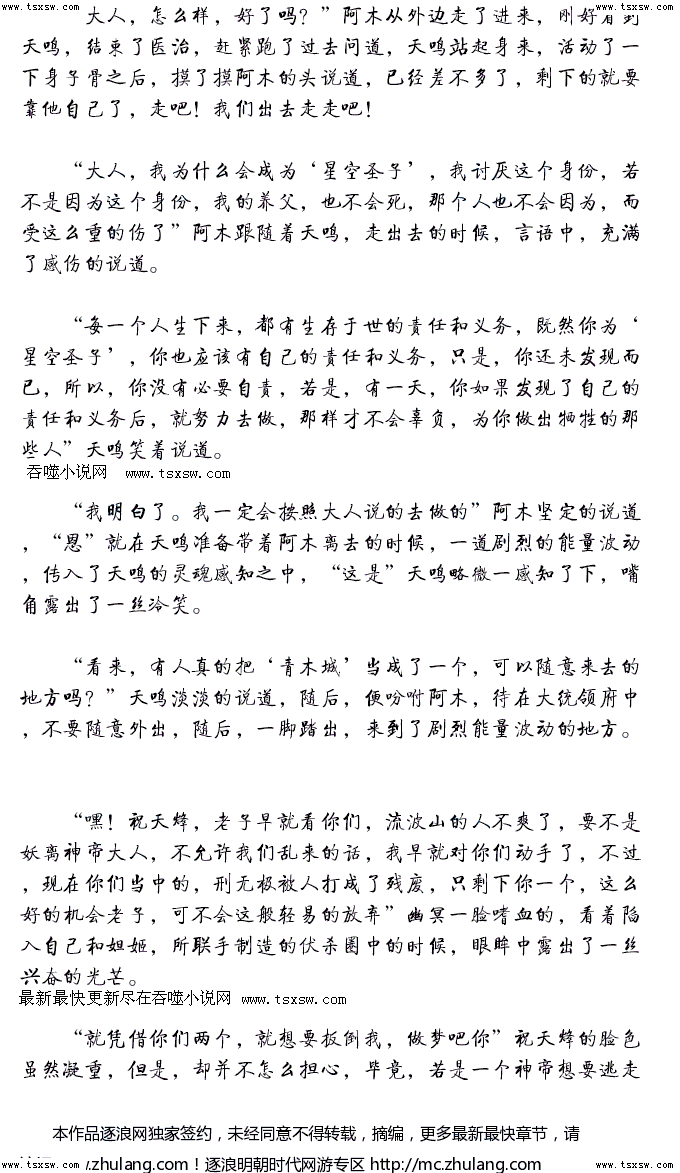 www.tsxsw.com www.tsxsw.com www.tsxsw.com
大人，怎么样，好了吗？”阿木从外边走了进来，刚好看到
天鸣，结束了医治，赶紧跑了过去问道，天鸣站起身来，活动了一
下身子骨之后，摸了摸阿木的头说道，已经差不多了，剩下的就要
靠他自己了，走吧！我们出去走走吧！
“大人，我为什么会成为‘星空圣子’，我讨厌这个身份，若
不是因为这个身份，我的养父，也不会死，那个人也不会因为，而
受这么重的伤了”阿木跟随着天鸣，走出去的时候，言语中，充满
了感伤的说道。
“每一个人生下来，都有生存于世的责任和义务，既然你为‘
星空圣子’，你也应该有自己的责任和义务，只是，你还未发现而
已，所以，你没有必要自责，若是，有一天，你如果发现了自己的
责任和义务后，就努力去做，那样才不会辜负，为你做出牺牲的那
些人”天鸣笑着说道。
吞噬小说网 www.tsxsw.com
“我明白了。我一定会按照大人说的去做的”阿木坚定的说道
，“恩”就在天鸣准备带着阿木离去的时候，一道剧烈的能量波动
，传入了天鸣的灵魂感知之中，“这是”天鸣略微一感知了下，嘴
角露出了一丝冷笑。
“看来，有人真的把‘青木城’当成了一个，可以随意来去的
地方吗？”天鸣淡淡的说道，随后，便吩咐阿木，待在大统领府中
，不要随意外出，随后，一脚踏出，来到了剧烈能量波动的地方。
“嘿！祝天烽，老子早就看你们，流波山的人不爽了，要不是
妖离神帝大人，不允许我们乱来的话，我早就对你们动手了，不过
，现在你们当中的，刑无极被人打成了残废，只剩下你一个，这么
好的机会老子，可不会这般轻易的放弃”幽冥一脸嗜血的，看着陷
入自己和妲姬，所联手制造的伏杀圈中的时候，眼眸中露出了一丝
兴奋的光芒。
最新最快更新尽在吞噬小说网 www.tsxsw.com
“就凭借你们两个，就想要扳倒我，做梦吧你”祝天烽的脸色
虽然凝重，但是，却并不怎么担心，毕竟，若是一个神帝想要逃走
本作品逐浪网独家签约，未经同意不得转载，摘编，更多最新最快章节，请
www.tsxsw.com .zhulang.com！逐浪明朝时代网游专区 http://mc.zhulang.com www.tsxsw.com